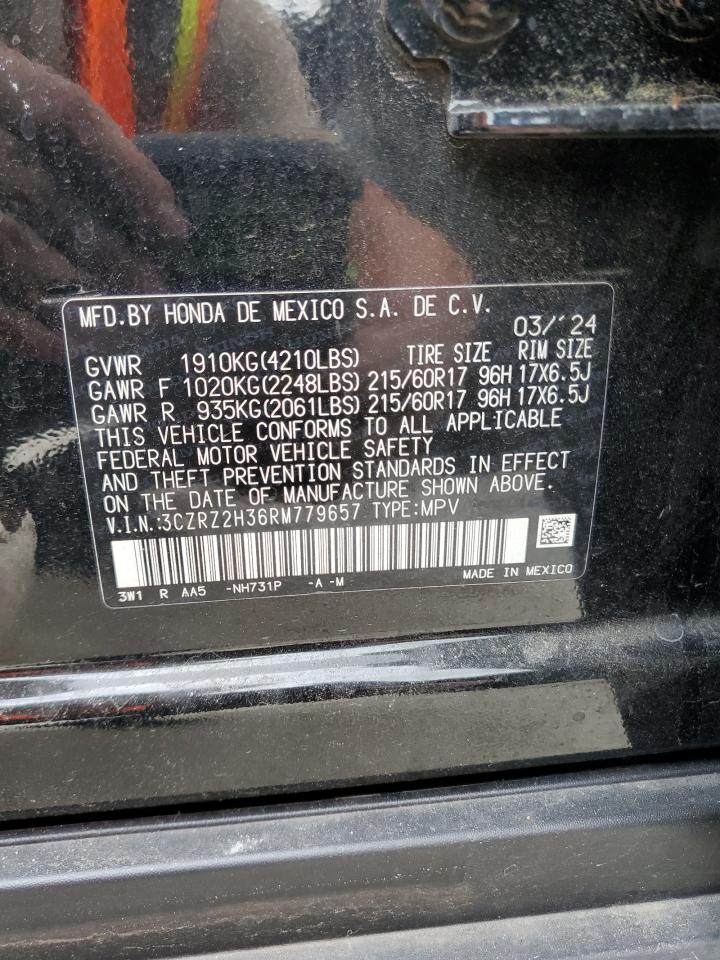 MFD.BY HONDA DE MEXICO S.A. DE C.V.
03/'24
GVWR 1910KG(4210LBS) TIRE SIZE RIM SIZE
GAWR F 1020KG(2248LBS) 215/60R17 96H 17X6.5J
GAWR R 935KG(2061LBS) 215/60R17 96H 17X6.5J
THIS VEHICLE CONFORMS TO ALL APPLICABLE
FEDERAL MOTOR VEHICLE SAFETY
AND THEFT PREVENTION STANDARDS IN EFFECT
ON THE DATE OF MANUFACTURE SHOWN ABOVE.
V.I.N.:3CZRZ2H36RM779657 TYPE:MPV
3W1 R AA5 -NH731P -A -M MADE IN MEXICO